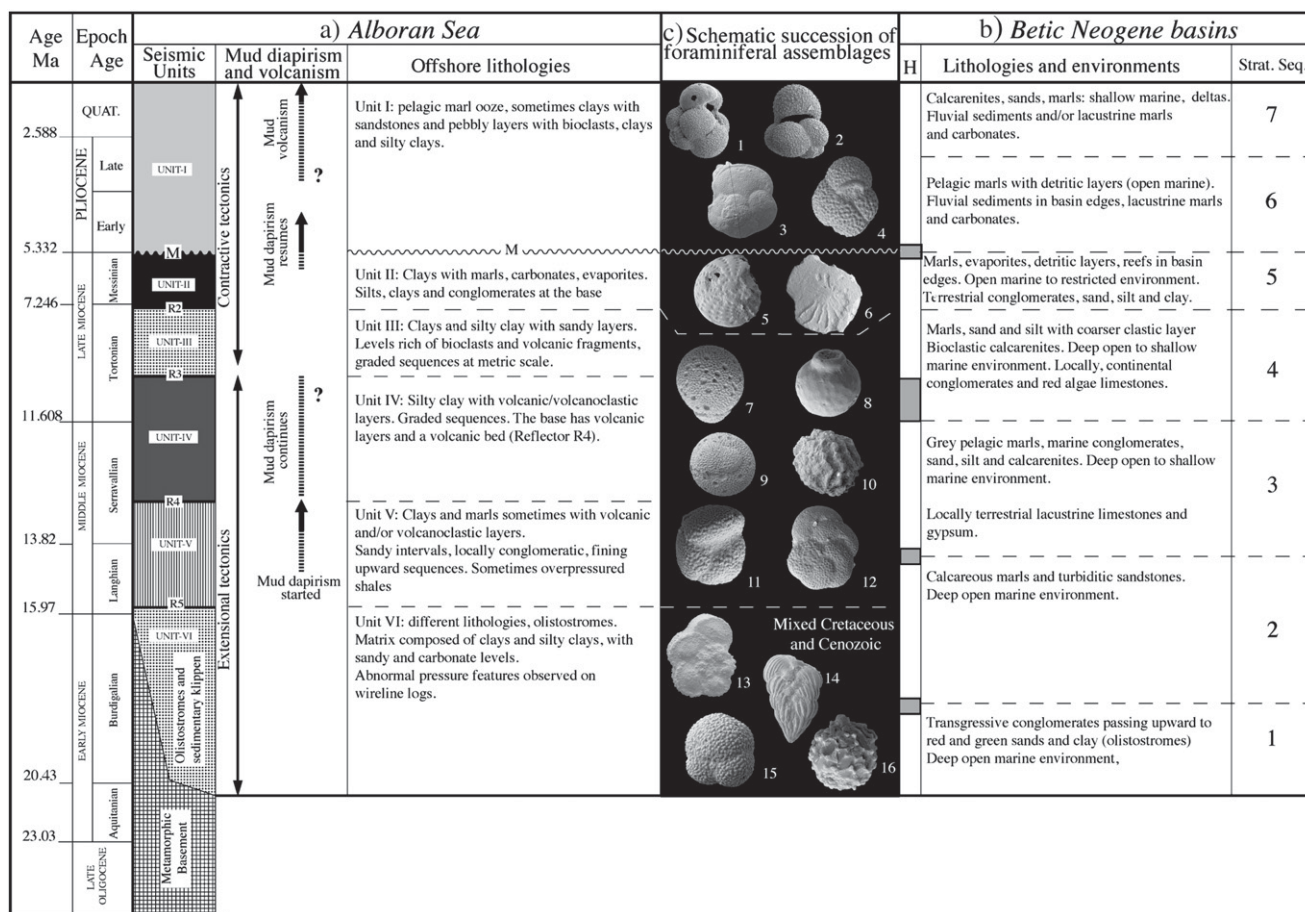 Age
Ma
Epoch
Age
a) Alboran Sea
Seismic
Units
Mud diapirism
and volcanism
Offshore lithologies
c) Schematic succession of
foraminiferal assemblages
b) Betic Neogene basins
H
Lithologies and environments
Strat. Seq.
2.588
5.332
7.246
11.608
13.82
15.97
20.43
23.03
QUAT.
PLIOCENE
Late
Early
LATE MIOCENE
Messinian
Tortonian
MIDDLE MIOCENE
Serravallian
Langhian
EARLY MIOCENE
Burdigalian
Aquitanian
LATE
OLIGOCENE
UNIT-I
M
UNIT-II
R2
UNIT-III
R3
UNIT-IV
R4
UNIT-V
R5
UNIT-VI
Olistostromes and
sedimentary klippen
Metamorphic
Basement
Contractive tectonics
Extensional tectonics
Mud
volcanism
?
Mud dapirism
resumes
?
Mud dapirism
continues
Mud dapirism
started
Unit I: pelagic marl ooze, sometimes clays with
sandstones and pebbly layers with bioclasts, clays
and silty clays.
M
Unit II: Clays with marls, carbonates, evaporites.
Silts, clays and conglomerates at the base
Unit III: Clays and silty clay with sandy layers.
Levels rich of bioclasts and volcanic fragments,
graded sequences at metric scale.
Unit IV: Silty clay with volcanic/volcanoclastic
layers. Graded sequences. The base has volcanic
layers and a volcanic bed (Reflector R4).
Unit V: Clays and marls sometimes with volcanic
and/or volcanoclastic layers.
Sandy intervals, locally conglomeratic, fining
upward sequences. Sometimes overpressured
shales
Unit VI: different lithologies, olistostromes.
Matrix composed of clays and silty clays, with
sandy and carbonate levels.
Abnormal pressure features observed on
wireline logs.
1
2
3
4
5
6
7
8
9
10
11
12
Mixed Cretaceous
and Cenozoic
13
14
15
16
Calcarenites, sands, marls: shallow marine, deltas.
Fluvial sediments and/or lacustrine marls
and carbonates.
7
Pelagic marls with detritic layers (open marine).
Fluvial sediments in basin edges, lacustrine marls
and carbonates.
6
Marls, evaporites, detritic layers, reefs in basin
edges. Open marine to restricted environment.
Terrestrial conglomerates, sand, silt and clay.
5
Marls, sand and silt with coarser clastic layer
Bioclastic calcarenites. Deep open to shallow
marine environment. Locally, continental
conglomerates and red algae limestones.
4
Grey pelagic marls, marine conglomerates,
sand, silt and calcarenites. Deep open to shallow
marine environment.
Locally terrestrial lacustrine limestones and
gypsum.
3
Calcareous marls and turbiditic sandstones.
Deep open marine environment.
2
Transgressive conglomerates passing upward to
red and green sands and clay (olistostromes)
Deep open marine environment,
1